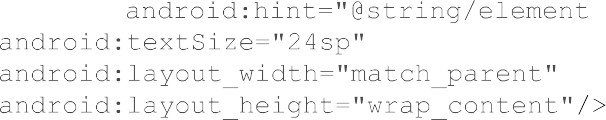 android:hint="@string/element
android:textSize="24sp"
android:layout_width="match_parent"
android:layout_height="wrap_content"/>